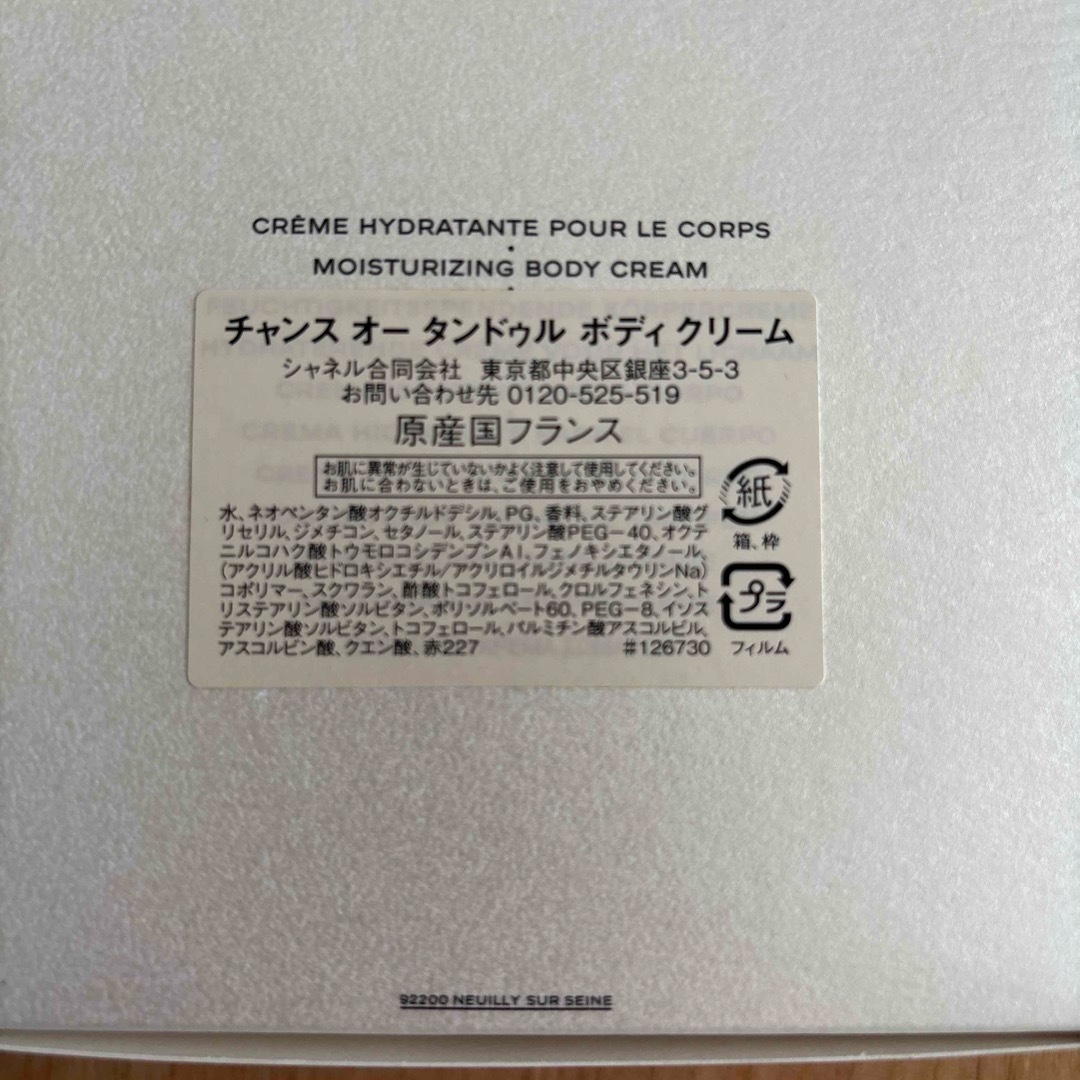 CRÈME HYDRATANTE POUR LE CORPS
MOISTURIZING BODY CREAM
チャンス オー タンドゥル ボディ クリーム
シャネル合同会社 東京都中央区銀座3-5-3
お問い合わせ先 0120-525-519
原産国フランス
お肌に異常が生じていないかよく注意して使用してください。
お肌に合わないときは、ご使用をおやめください。
水、ネオペンタン酸オクチルドデシル、PG、香料、ステアリン酸グ
リセリル、ジメチコン、セタノール、ステアリン酸PEG－40、オクテ
ニルコハク酸トウモロコシデンプンAl、フェノキシエタノール、
（アクリル酸ヒドロキシエチル/アクリロイルジメチルタウリンNa）
コポリマー、スクワラン、酢酸トコフェロール、クロルフェネシン、ト
リステアリン酸ソルビタン、ポリソルベート60、PEG－8、イソス
テアリン酸ソルビタン、トコフェロール、パルミチン酸アスコルビル、
アスコルビン酸、クエン酸、赤227 #126730
紙
箱、枠
プラ
フィルム
92200 NEUILLY SUR SEINE